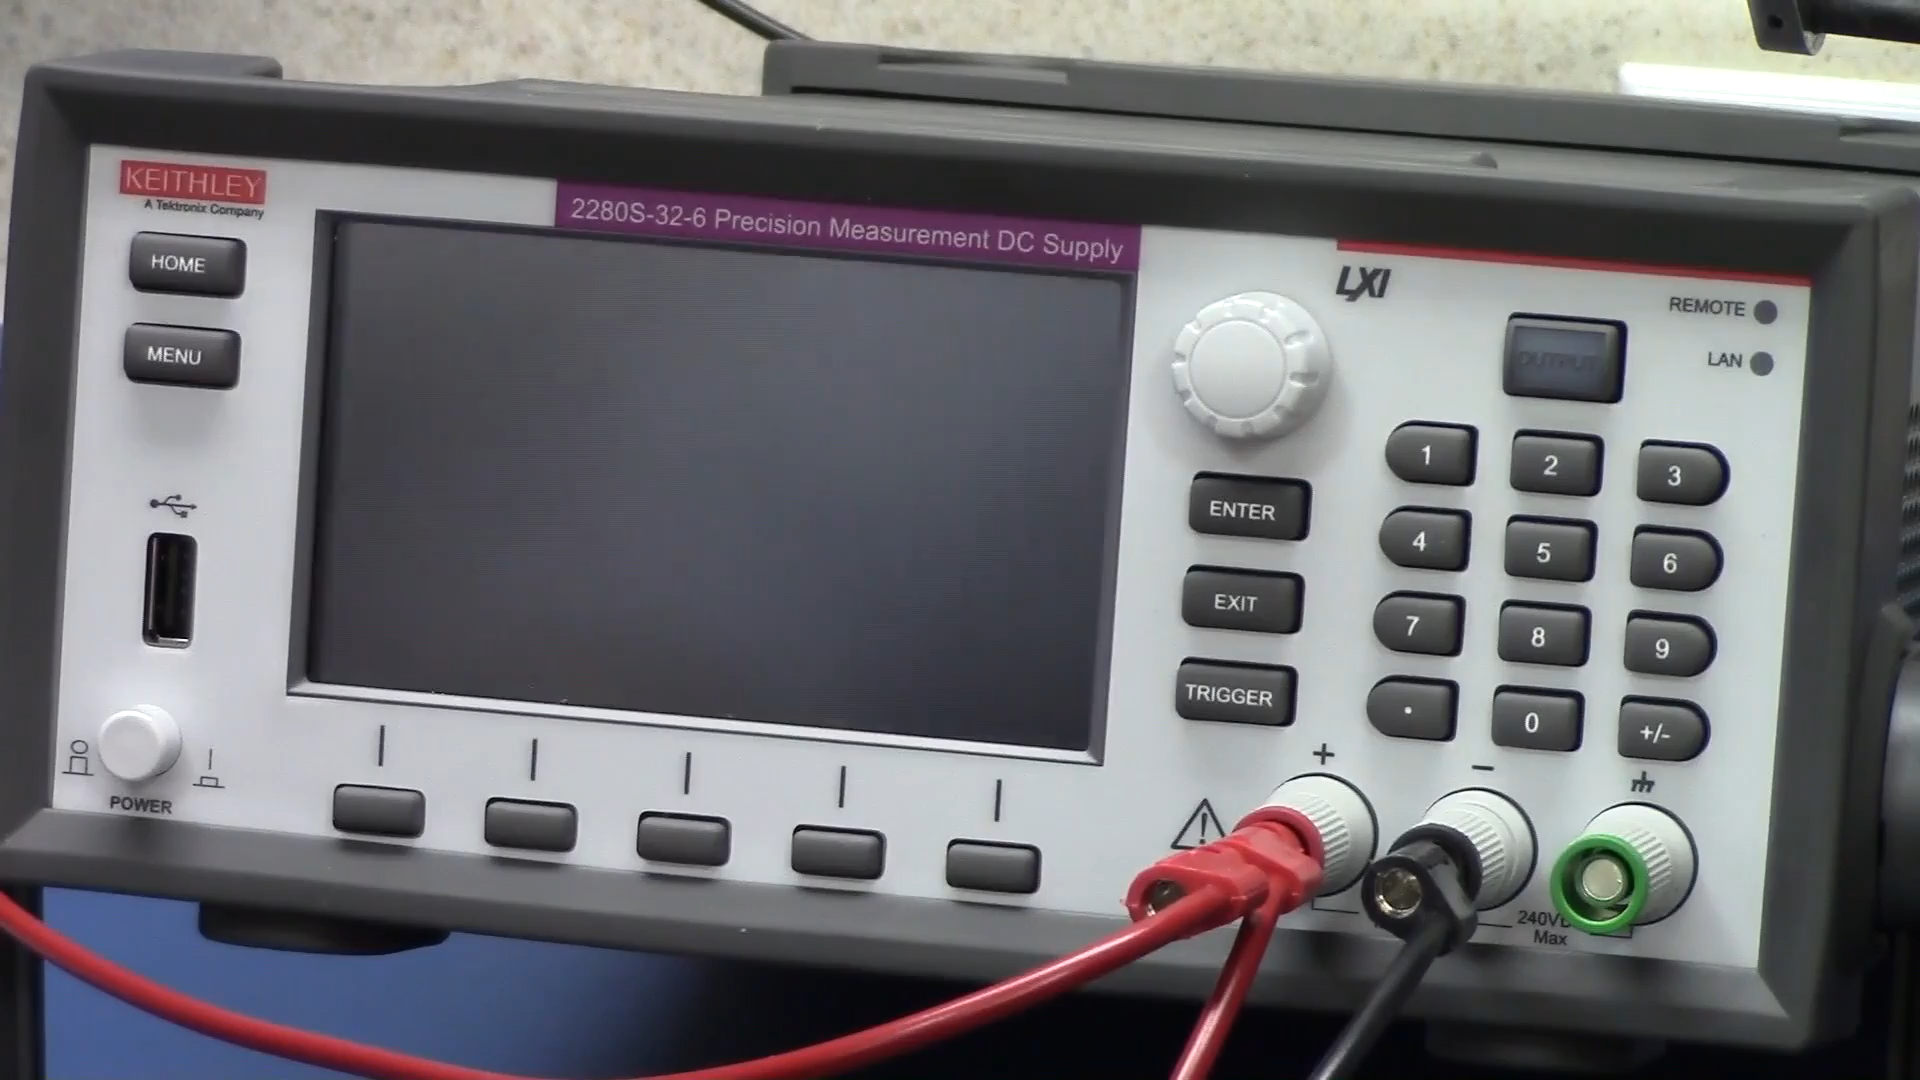 KEITHLEY
A Tektronix Company
2280S-32-6 Precision Measurement DC Supply
LXI
HOME
MENU
POWER
REMOTE
LAN
OUTPUT
ENTER
EXIT
TRIGGER
1 2 3
4 5 6
7 8 9
. 0 +/-
+ −
240V
Max